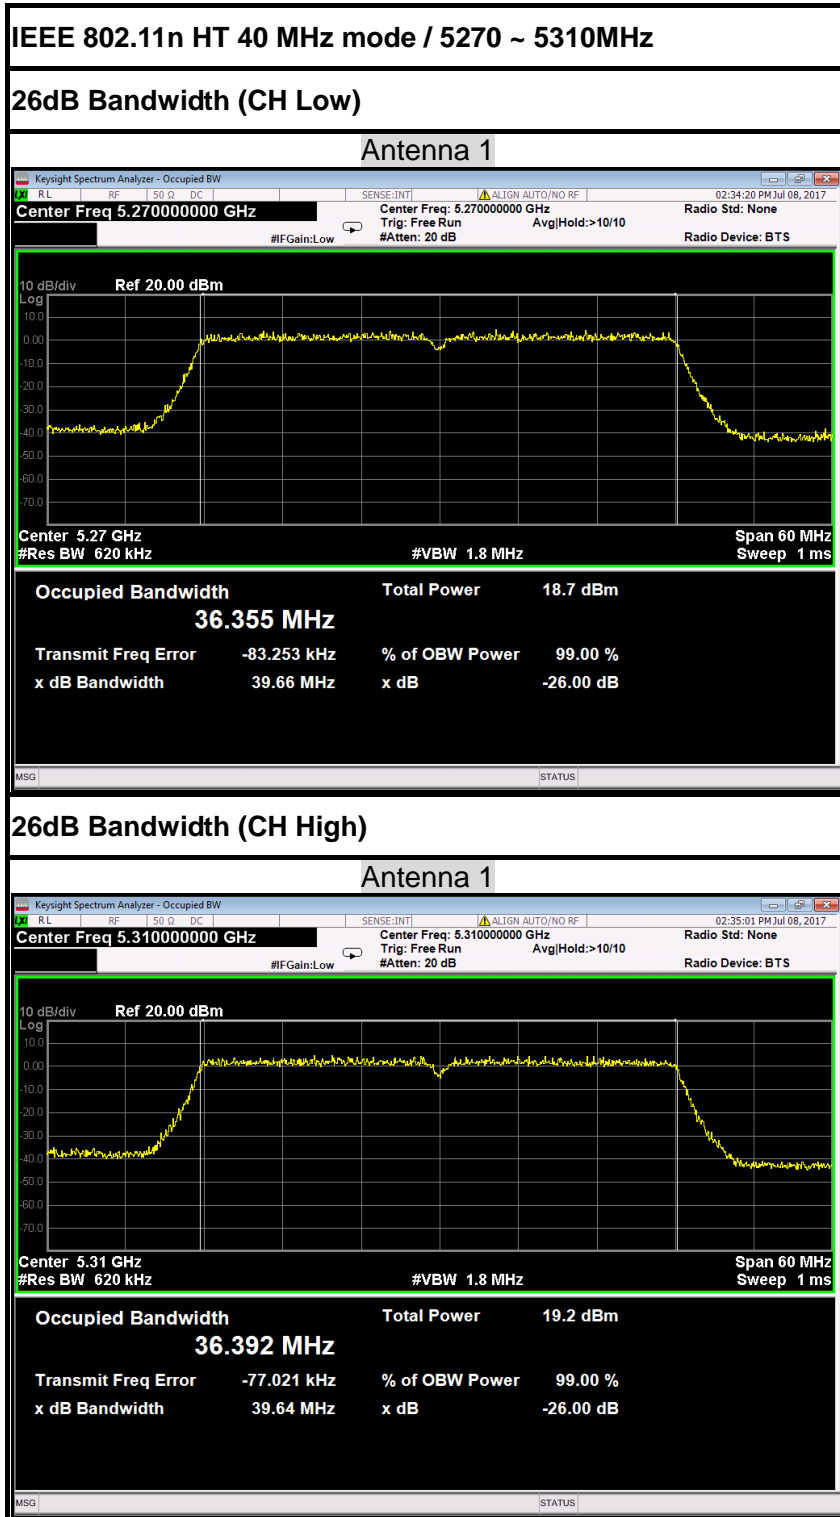 IEEE 802.11n HT 40 MHz mode / 5270 ~ 5310MHz
26dB Bandwidth (CH Low)
Antenna 1
Keysight Spectrum Analyzer - Occupied BW
LXI RL RF 50 Ω DC SENSE:INT ALIGN AUTO/NO RF 02:34:20 PM Jul 08, 2017
Center Freq 5.270000000 GHz Center Freq: 5.270000000 GHz Radio Std: None
Trig: Free Run Avg|Hold:>10/10
#IFGain:Low #Atten: 20 dB Radio Device: BTS
10 dB/div Ref 20.00 dBm
Log
10.0
0.00
-10.0
-20.0
-30.0
-40.0
-50.0
-60.0
-70.0
Center 5.27 GHz Span 60 MHz
#Res BW 620 kHz #VBW 1.8 MHz Sweep 1 ms
Occupied Bandwidth Total Power 18.7 dBm
36.355 MHz
Transmit Freq Error -83.253 kHz % of OBW Power 99.00 %
x dB Bandwidth 39.66 MHz x dB -26.00 dB
MSG STATUS
26dB Bandwidth (CH High)
Antenna 1
Keysight Spectrum Analyzer - Occupied BW
LXI RL RF 50 Ω DC SENSE:INT ALIGN AUTO/NO RF 02:35:01 PM Jul 08, 2017
Center Freq 5.310000000 GHz Center Freq: 5.310000000 GHz Radio Std: None
Trig: Free Run Avg|Hold:>10/10
#IFGain:Low #Atten: 20 dB Radio Device: BTS
10 dB/div Ref 20.00 dBm
Log
10.0
0.00
-10.0
-20.0
-30.0
-40.0
-50.0
-60.0
-70.0
Center 5.31 GHz Span 60 MHz
#Res BW 620 kHz #VBW 1.8 MHz Sweep 1 ms
Occupied Bandwidth Total Power 19.2 dBm
36.392 MHz
Transmit Freq Error -77.021 kHz % of OBW Power 99.00 %
x dB Bandwidth 39.64 MHz x dB -26.00 dB
MSG STATUS